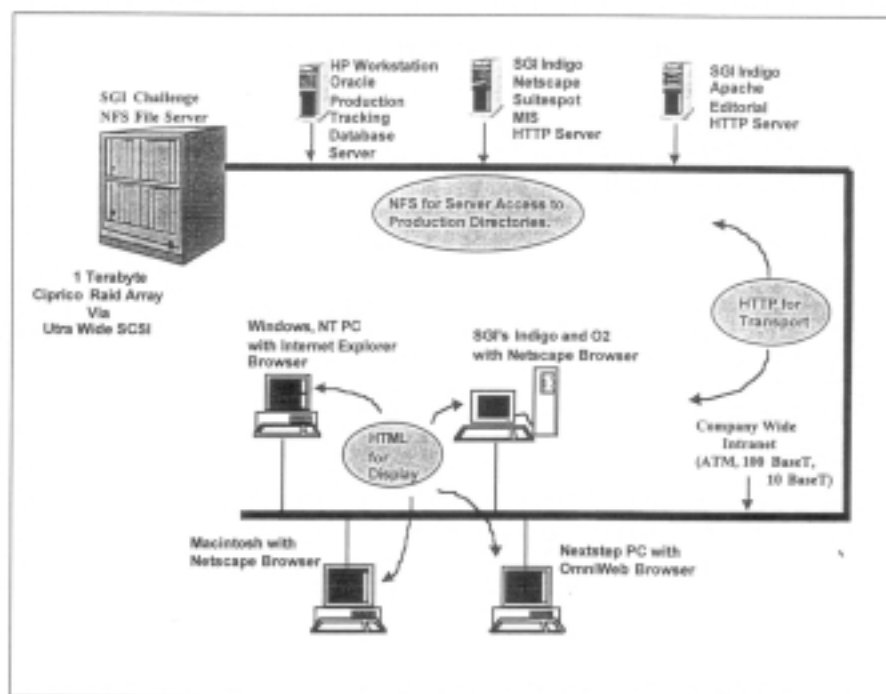 SGI Challenge
NFS File Server
HP Workstation
Oracle
Production
Tracking
Database
Server
SGI Indigo
Netscape
Suitespot
MIS
HTTP Server
SGI Indigo
Apache
Editorial
HTTP Server
NFS for Server Access to
Production Directories.
1 Terabyte
Ciprico Raid Array
Via
Utra Wide SCSI
HTTP for
Transport
Windows, NT PC
with Internet Explorer
Browser
SGI's Indigo and O2
with Netscape Browser
HTML
for
Display
Company Wide
Intranet
(ATM, 100 BaseT,
10 BaseT)
Macintosh with
Netscape Browser
Nextstep PC with
OmniWeb Browser